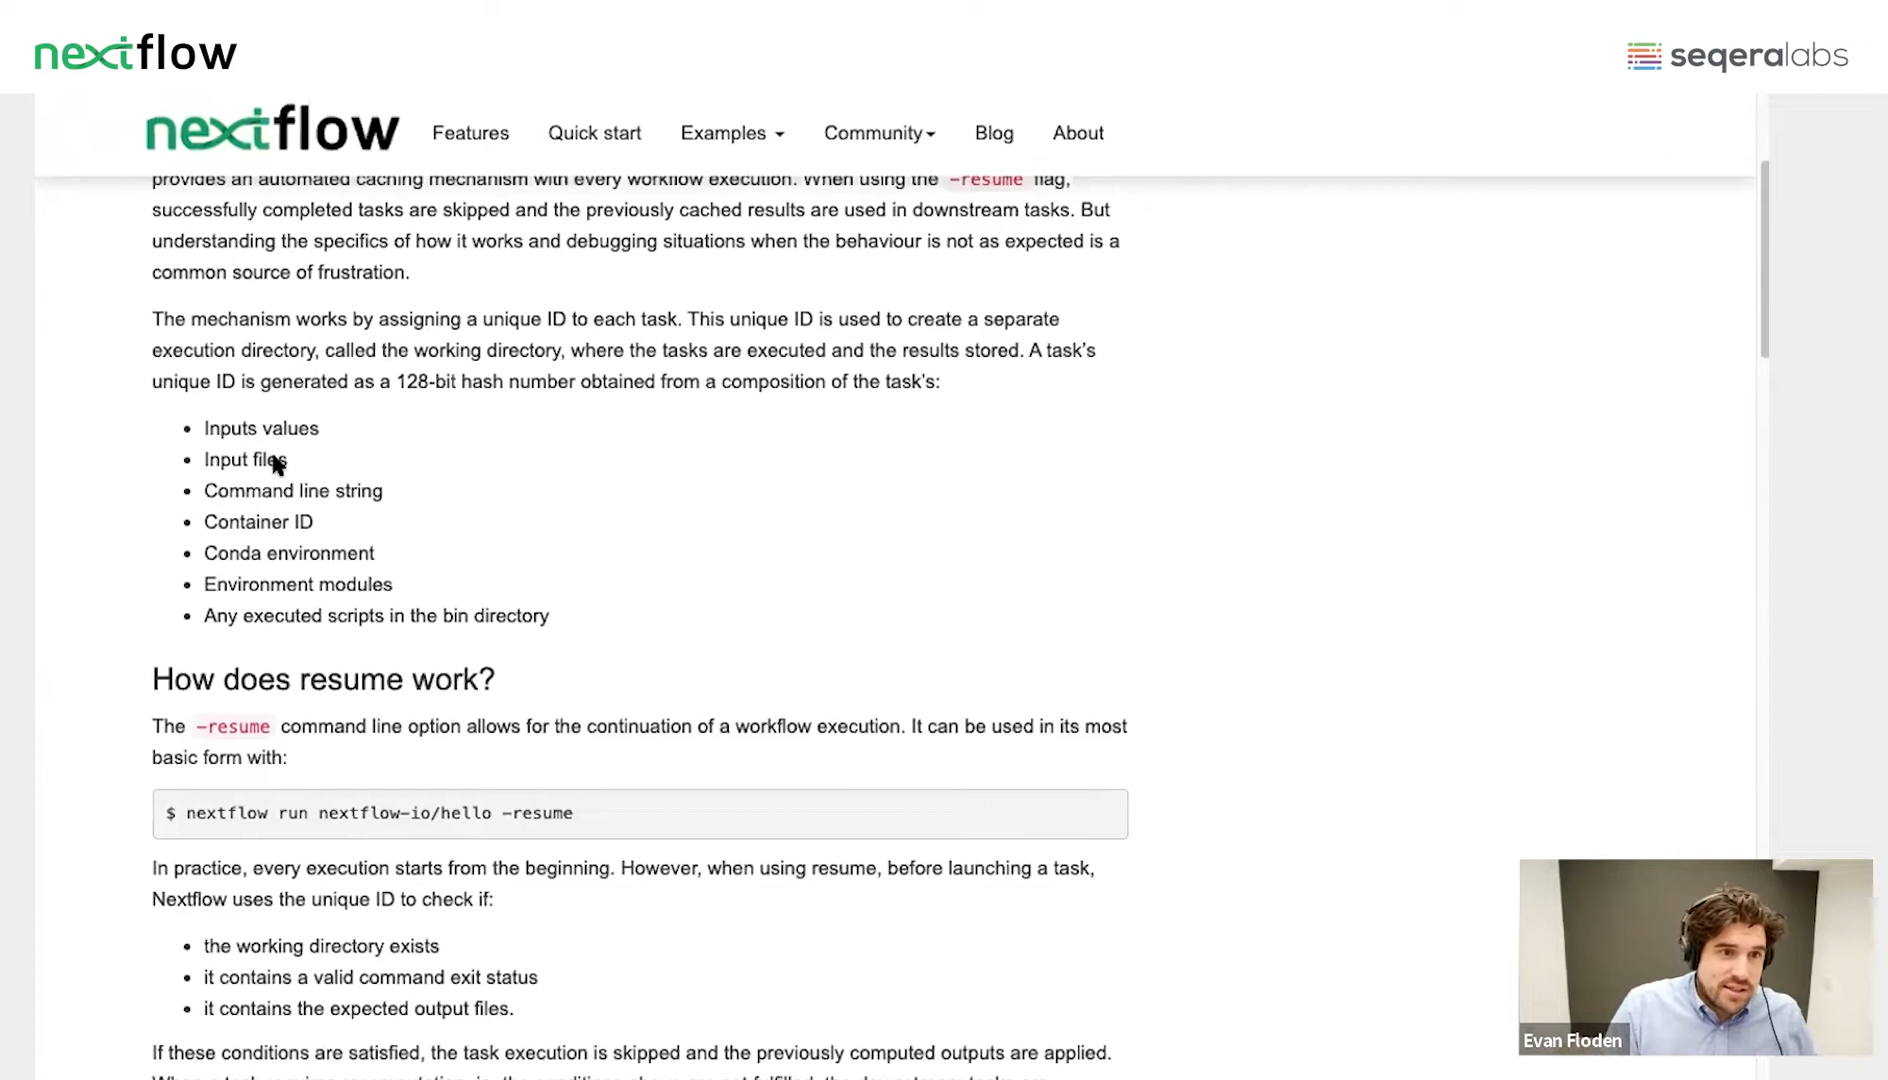 nextflow
seqeralabs
nextflow Features Quick start Examples Community Blog About
provides an automated caching mechanism with every workflow execution. When using the -resume flag,
successfully completed tasks are skipped and the previously cached results are used in downstream tasks. But
understanding the specifics of how it works and debugging situations when the behaviour is not as expected is a
common source of frustration.
The mechanism works by assigning a unique ID to each task. This unique ID is used to create a separate
execution directory, called the working directory, where the tasks are executed and the results stored. A task's
unique ID is generated as a 128-bit hash number obtained from a composition of the task's:
• Inputs values
• Input files
• Command line string
• Container ID
• Conda environment
• Environment modules
• Any executed scripts in the bin directory
How does resume work?
The -resume command line option allows for the continuation of a workflow execution. It can be used in its most
basic form with:
$ nextflow run nextflow-io/hello -resume
In practice, every execution starts from the beginning. However, when using resume, before launching a task,
Nextflow uses the unique ID to check if:
• the working directory exists
• it contains a valid command exit status
• it contains the expected output files.
If these conditions are satisfied, the task execution is skipped and the previously computed outputs are applied.
Evan Floden